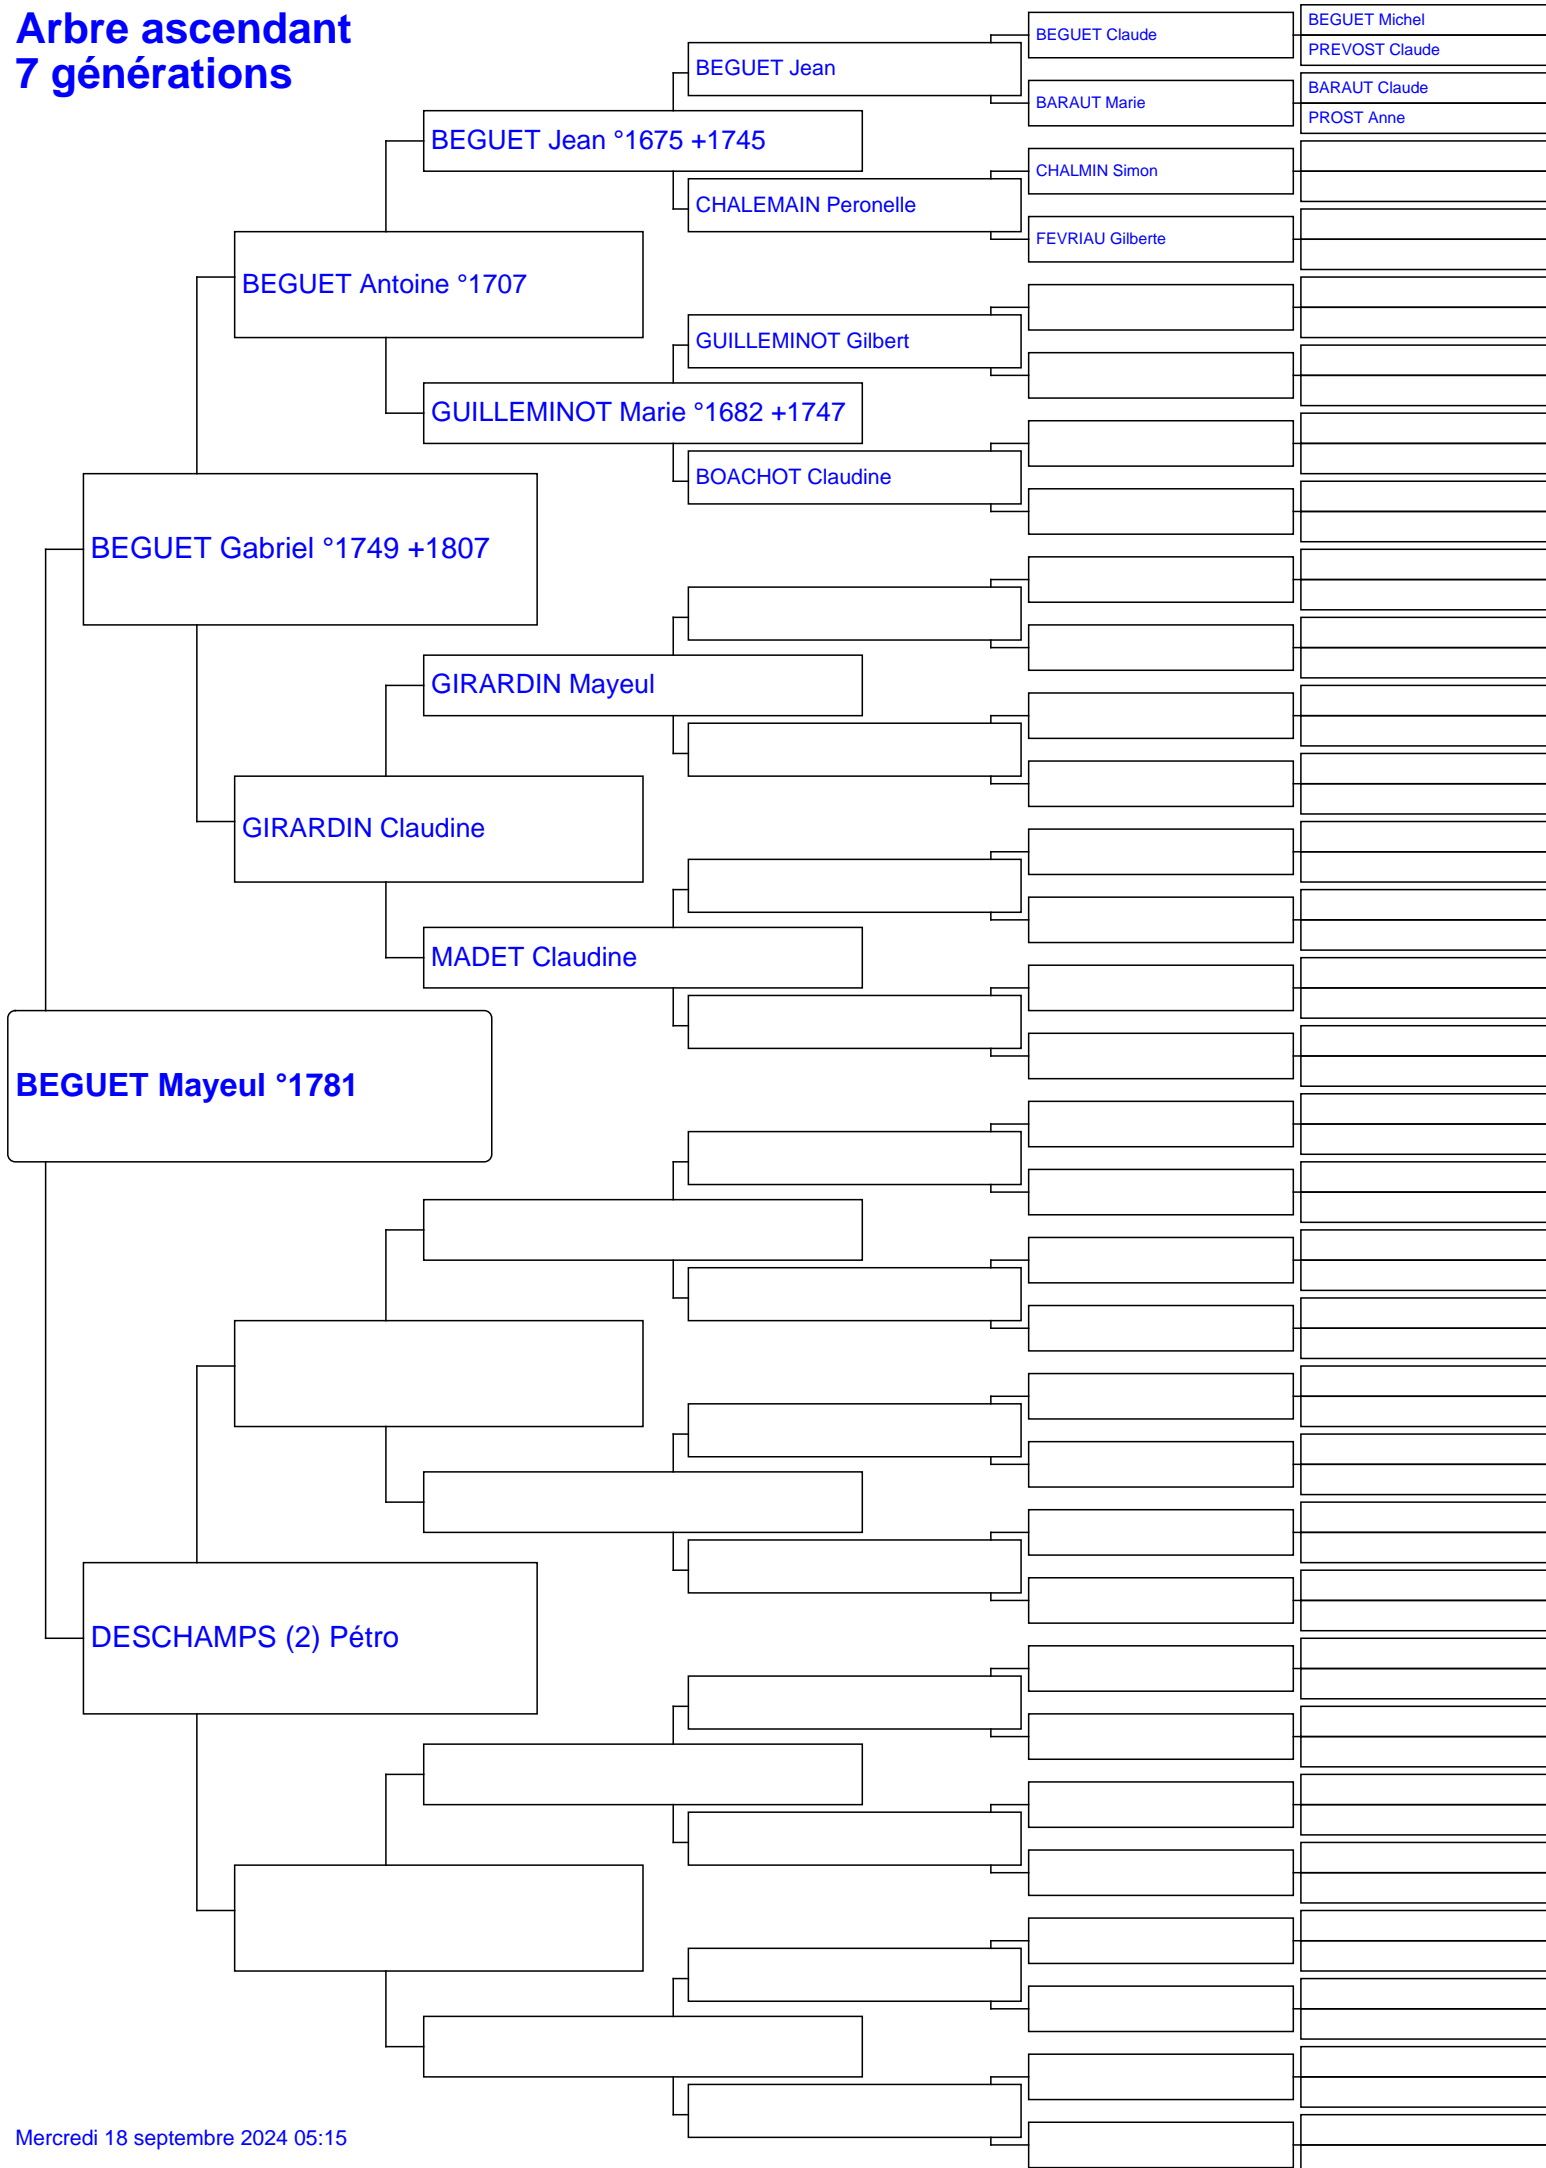 Arbre ascendant
7 générations
BEGUET Michel
BEGUET Claude
PREVOST Claude
BEGUET Jean
BARAUT Claude
BARAUT Marie
PROST Anne
BEGUET Jean °1675 +1745
CHALMIN Simon
CHALEMAIN Peronelle
FEVRIAU Gilberte
BEGUET Antoine °1707
GUILLEMINOT Gilbert
GUILLEMINOT Marie °1682 +1747
BOACHOT Claudine
BEGUET Gabriel °1749 +1807
GIRARDIN Mayeul
GIRARDIN Claudine
MADET Claudine
BEGUET Mayeul °1781
DESCHAMPS (2) Pétro
Mercredi 18 septembre 2024 05:15